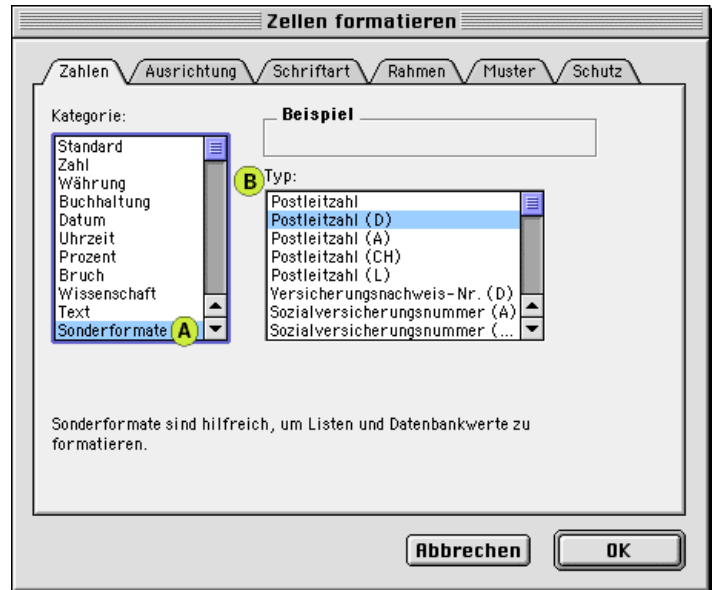 Zellen formatieren
Zahlen Ausrichtung Schriftart Rahmen Muster Schutz
Kategorie:
Standard
Zahl
Währung
Buchhaltung
Datum
Uhrzeit
Prozent
Bruch
Wissenschaft
Text
Sonderformate A
Beispiel
B Typ:
Postleitzahl
Postleitzahl (D)
Postleitzahl (A)
Postleitzahl (CH)
Postleitzahl (L)
Versicherungsnachweis-Nr. (D)
Sozialversicherungsnummer (A)
Sozialversicherungsnummer (...
Sonderformate sind hilfreich, um Listen und Datenbankwerte zu
formatieren.
Abbrechen OK